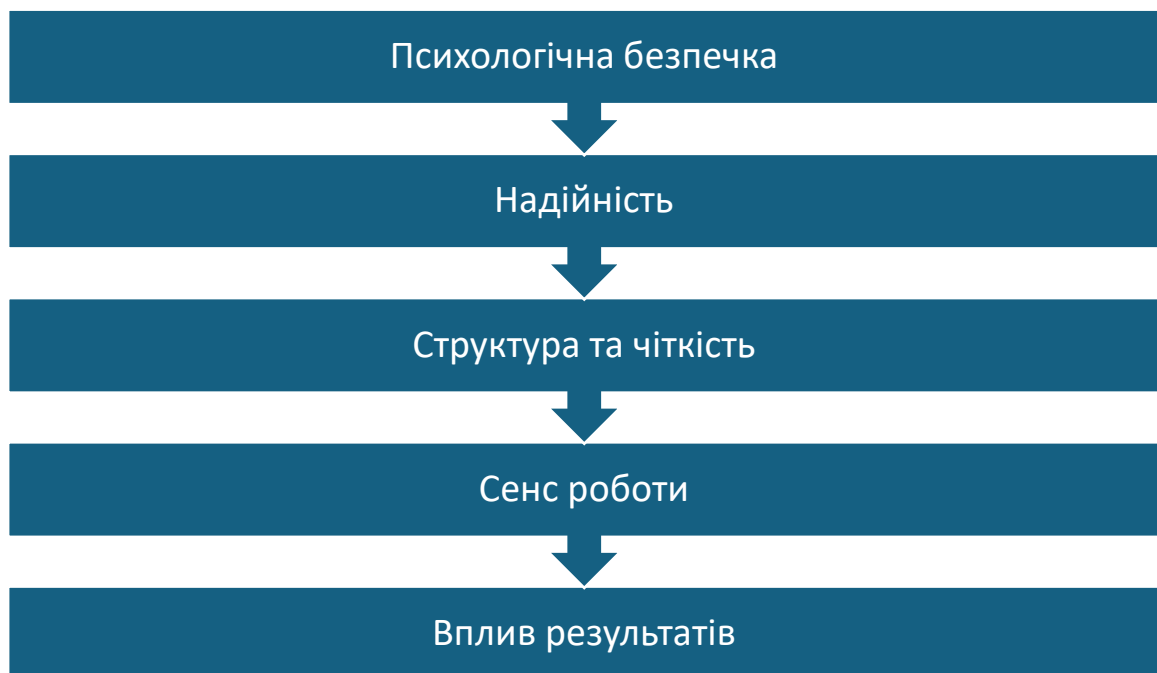 Психологічна безпечка
Надійність
Структура та чіткість
Сенс роботи
Вплив результатів